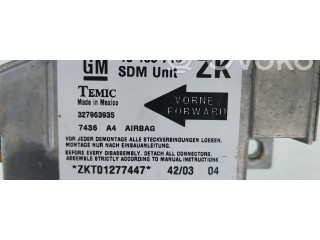 GM
SDM Unit ZK
TEMIC
Made in Mexico
327963935
VORNE
FORWARD
7436 A4 AIRBAG
VOR JEDER DEMONTAGE ALLE STECKVERBINDUNGEN LOESEN.
MONTAGE NUR NACH EINBAUANLEITUNG.
BEFORE EVERY DISASSEMBLY, DETACH ALL CONNECTORS.
ASSEMBLE STRICTLY ACCORDING TO MANUAL INSTRUCTIONS.
*ZKT01277447* 42/03 04